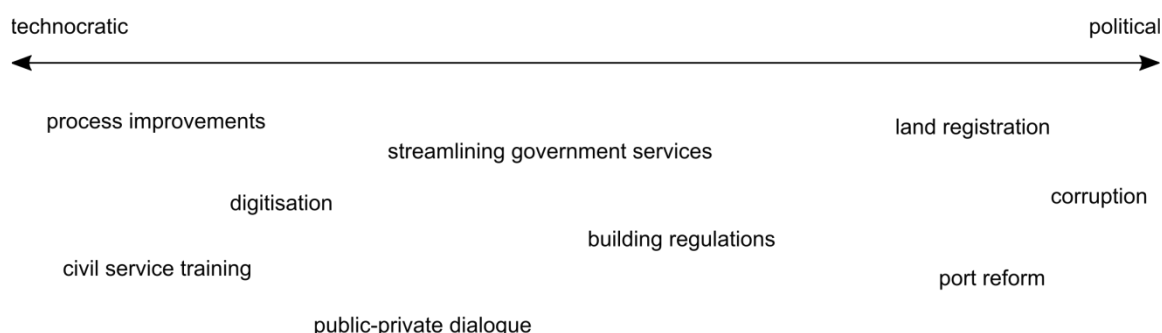 technocratic
political
process improvements
land registration
streamlining government services
corruption
digitisation
building regulations
civil service training
port reform
public-private dialogue